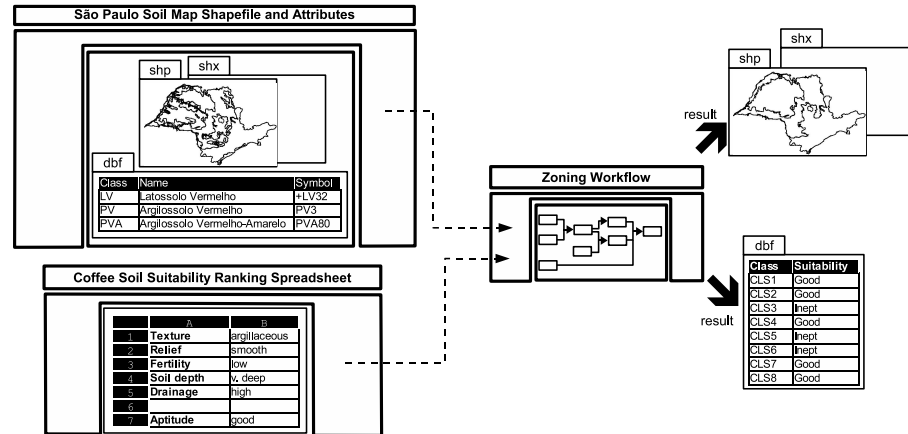 São Paulo Soil Map Shapefile and Attributes
shp
shx
dbf
Class Name Symbol
LV Latossolo Vermelho +LV32
PV Argilossolo Vermelho PV3
PVA Argilossolo Vermelho-Amarelo PVA80
Coffee Soil Suitability Ranking Spreadsheet
A B
1 Texture argillaceous
2 Relief smooth
3 Fertility low
4 Soil depth v. deep
5 Drainage high
6
7 Aptitude good
Zoning Workflow
result
shp
shx
result
dbf
Class Suitability
CLS1 Good
CLS2 Good
CLS3 Inept
CLS4 Good
CLS5 Inept
CLS6 Inept
CLS7 Good
CLS8 Good